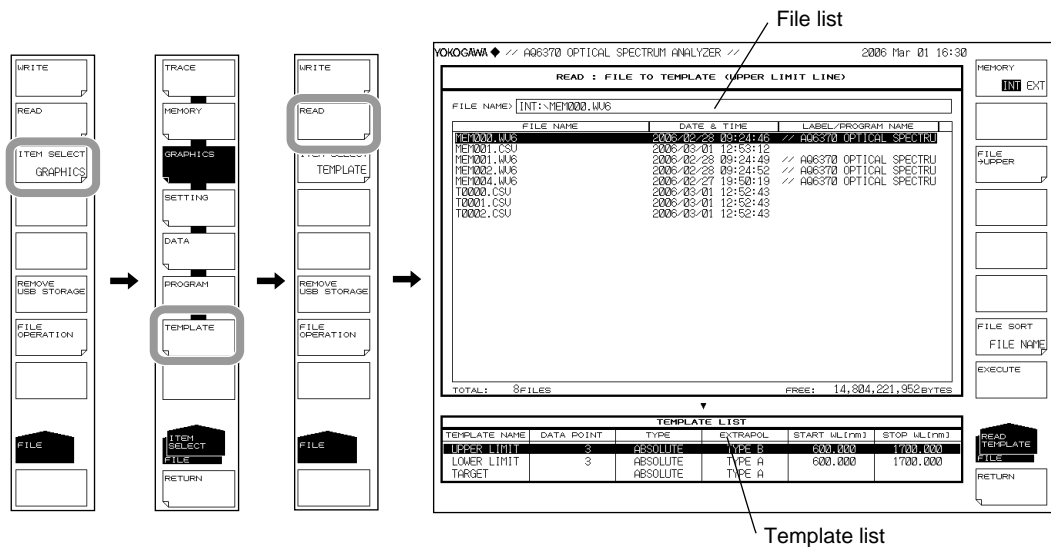 File list
WRITE
READ
ITEM SELECT
GRAPHICS
REMOVE
USB STORAGE
FILE
OPERATION
FILE
TRACE
MEMORY
GRAPHICS
SETTING
DATA
PROGRAM
TEMPLATE
ITEM
SELECT
FILE
RETURN
WRITE
READ
ITEM SELECT
TEMPLATE
REMOVE
USB STORAGE
FILE
OPERATION
FILE
YOKOGAWA ◆ // AQ6370 OPTICAL SPECTRUM ANALYZER // 2006 Mar 01 16:30
READ : FILE TO TEMPLATE (UPPER LIMIT LINE)
FILE NAME> INT:\MEM000.WV6
FILE NAME DATE & TIME LABEL/PROGRAM NAME
MEM000.WV6 2006/02/28 09:24:46 // AQ6370 OPTICAL SPECTRU
MEM001.CSV 2006/03/01 12:53:12
MEM001.WV6 2006/02/28 09:24:49 // AQ6370 OPTICAL SPECTRU
MEM002.WV6 2006/02/28 09:24:52 // AQ6370 OPTICAL SPECTRU
MEM004.WV6 2006/02/27 19:50:19 // AQ6370 OPTICAL SPECTRU
T0000.CSV 2006/03/01 12:52:43
T0001.CSV 2006/03/01 12:52:43
T0002.CSV 2006/03/01 12:52:43
TOTAL: 8FILES FREE: 14,804,221,952BYTES
TEMPLATE LIST
TEMPLATE NAME DATA POINT TYPE EXTRAPOL START WL[nm] STOP WL[nm]
UPPER LIMIT 3 ABSOLUTE TYPE B 600.000 1700.000
LOWER LIMIT 3 ABSOLUTE TYPE A 600.000 1700.000
TARGET ABSOLUTE TYPE A
MEMORY
INT EXT
FILE
→UPPER
FILE SORT
FILE NAME
EXECUTE
READ
TEMPLATE
FILE
RETURN
Template list